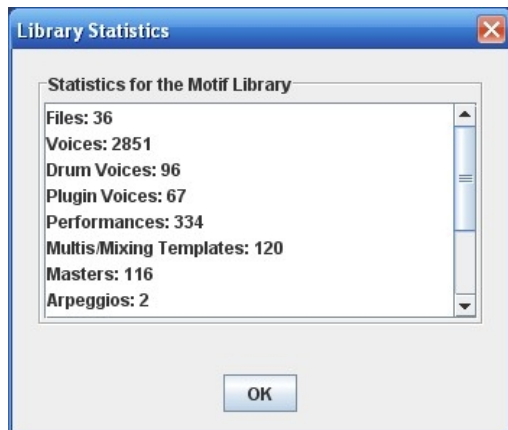 Library Statistics
Statistics for the Motif Library
Files: 36
Voices: 2851
Drum Voices: 96
Plugin Voices: 67
Performances: 334
Multis/Mixing Templates: 120
Masters: 116
Arpeggios: 2
OK